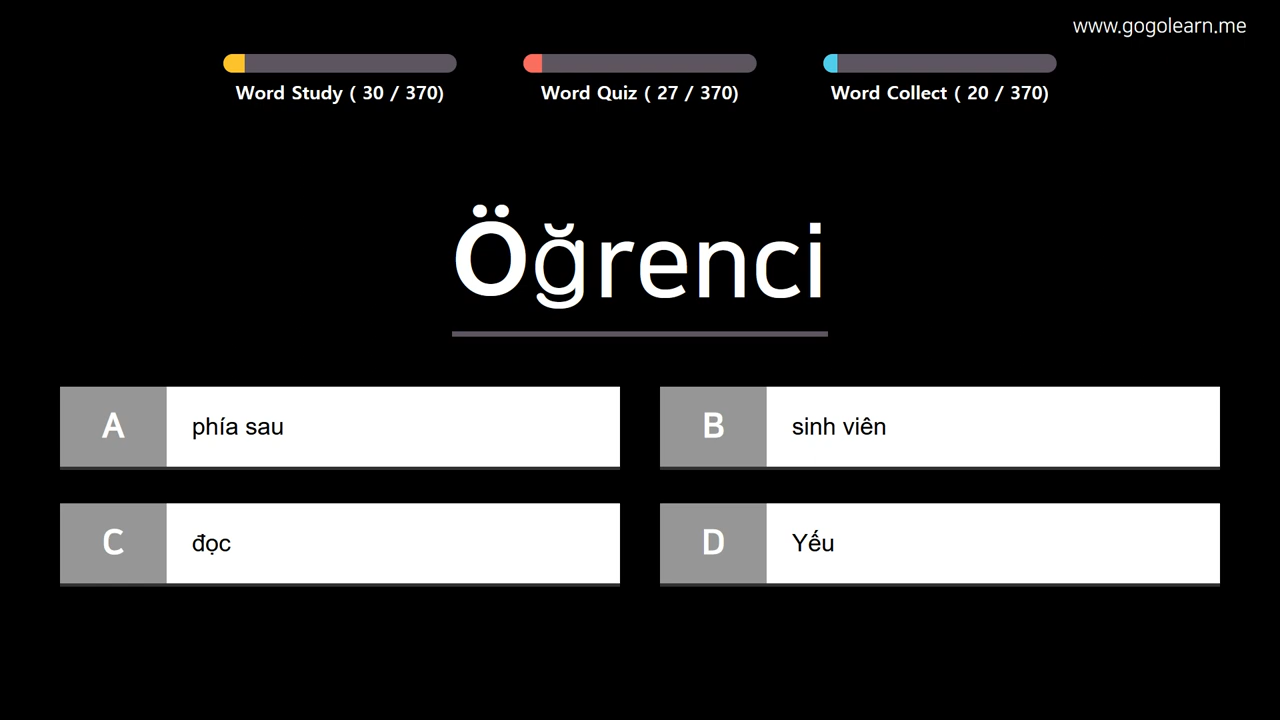 www.gogolearn.me
Word Study ( 30 / 370)
Word Quiz ( 27 / 370)
Word Collect ( 20 / 370)
Öğrenci
A phía sau
B sinh viên
C đọc
D Yếu